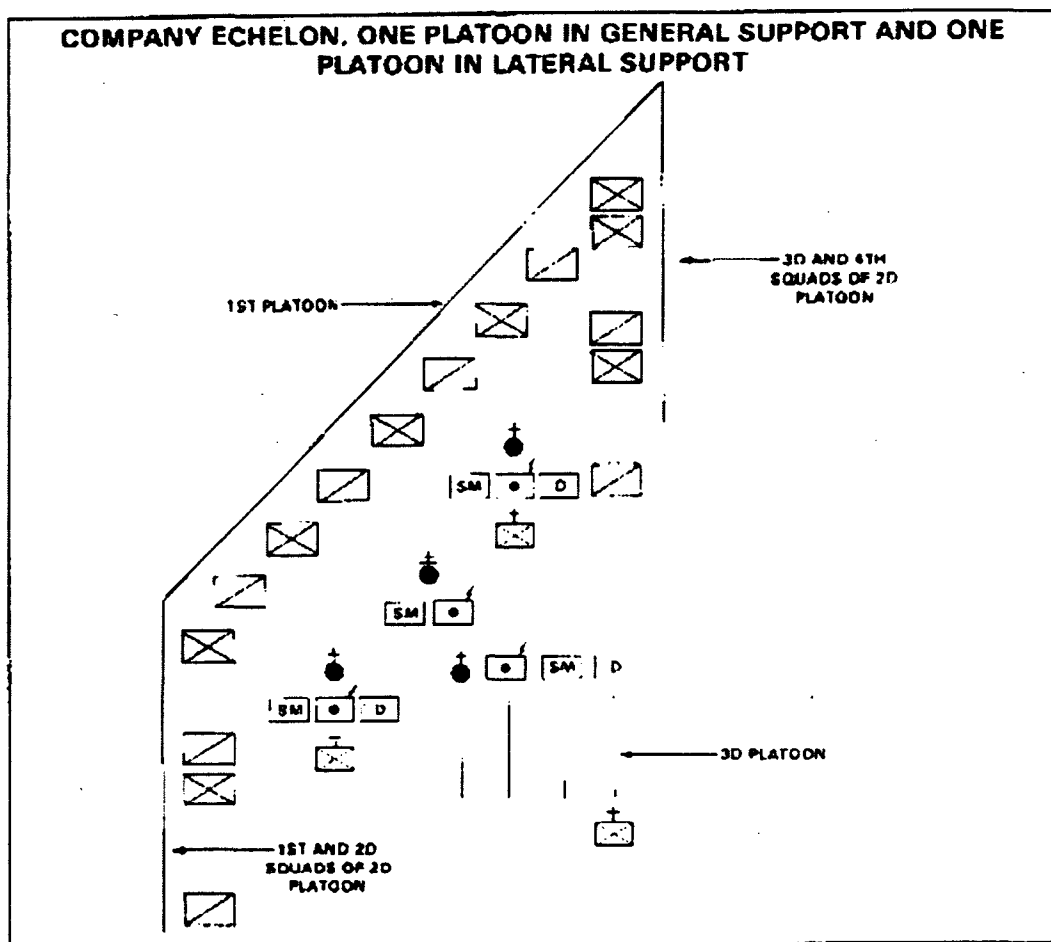 COMPANY ECHELON. ONE PLATOON IN GENERAL SUPPORT AND ONE
PLATOON IN LATERAL SUPPORT
3D AND 4TH
SQUADS OF 2D
PLATOON
1ST PLATOON
SM D
SM
SM D
SM D
3D PLATOON
1ST AND 2D
SQUADS OF 2D
PLATOON